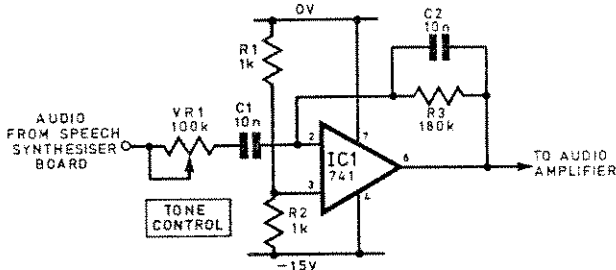 0V
C2
10n
R1
1k
R3
180k
AUDIO
FROM SPEECH
SYNTHESISER
BOARD
VR1
100k
C1
10n
2
7
IC1
741
6
3
4
TO AUDIO
AMPLIFIER
TONE
CONTROL
R2
1k
-15V